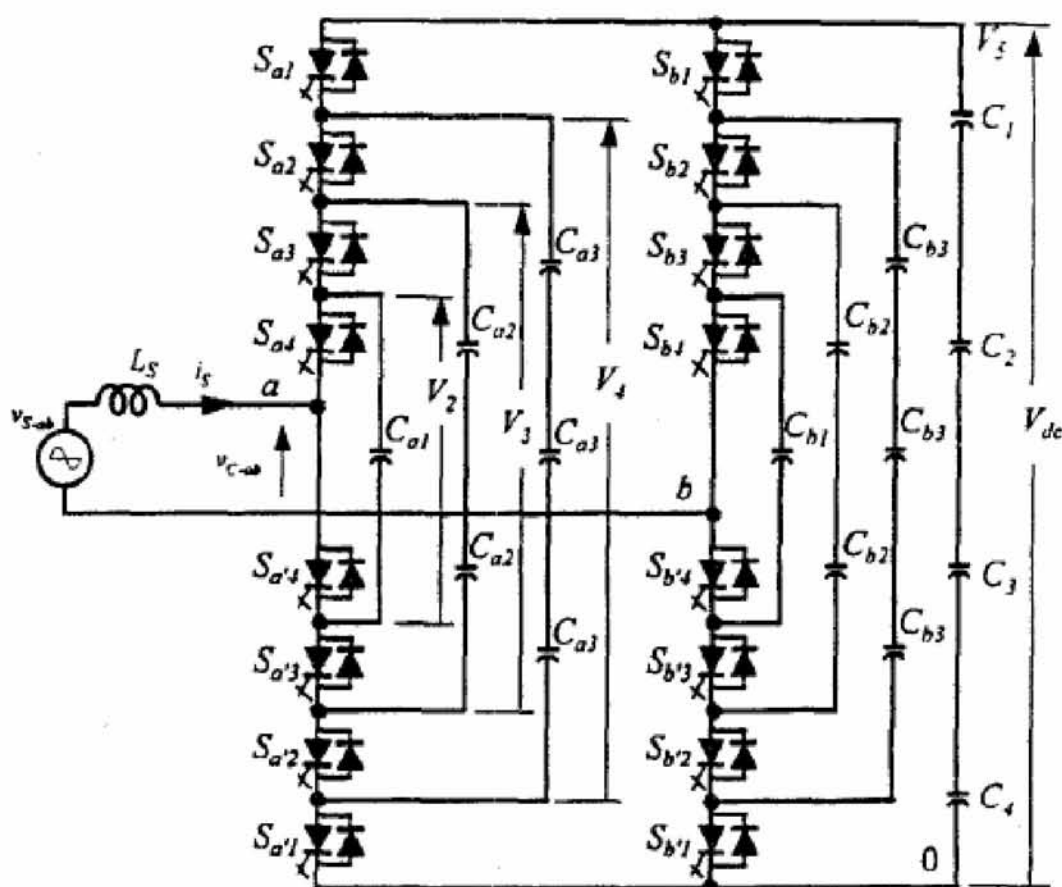 V5
Sa1
Sb1
C1
Sa2
Sb2
Sa3
Ca3
Sb3
Cb3
Sa4
Ca2
Sb4
Cb2
C2
LS
iS
a
V2
V3
V4
Vdc
vS-ab
vC-ab
Ca1
Ca3
Cb1
Cb3
b
Ca2
Cb2
Sa'4
Sb'4
C3
Ca3
Cb3
Sa'3
Sb'3
Sa'2
Sb'2
C4
Sa'1
Sb'1
0